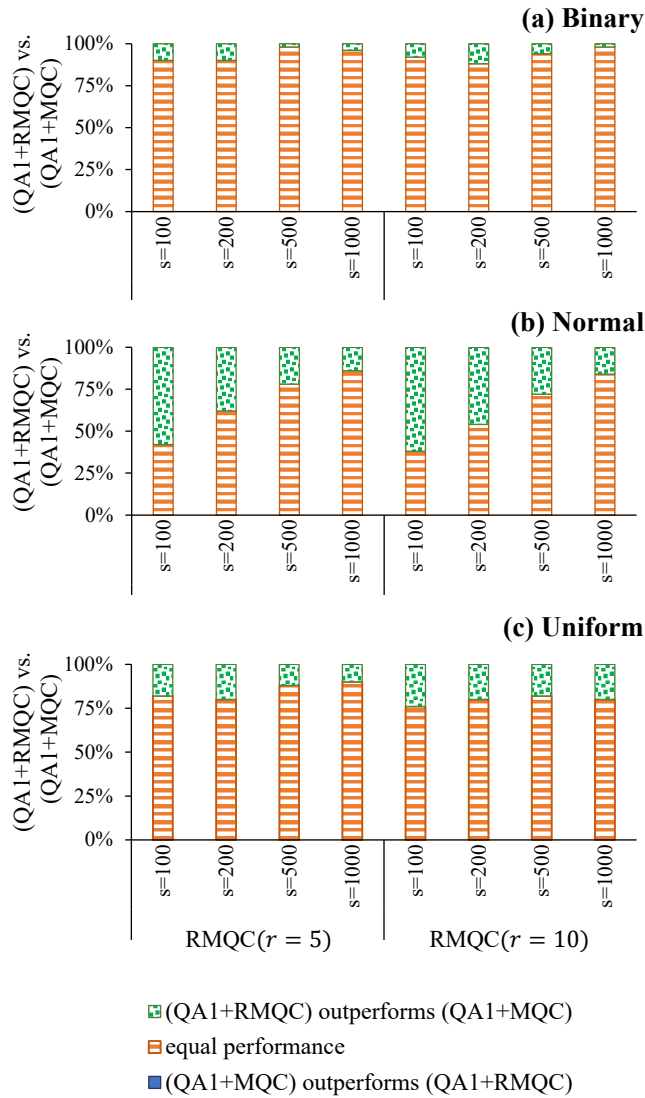 (a) Binary
(QA1+RMQC) vs.
(QA1+MQC)
100%
75%
50%
25%
0%
s=100
s=200
s=500
s=1000
s=100
s=200
s=500
s=1000
(b) Normal
(QA1+RMQC) vs.
(QA1+MQC)
100%
75%
50%
25%
0%
s=100
s=200
s=500
s=1000
s=100
s=200
s=500
s=1000
(c) Uniform
(QA1+RMQC) vs.
(QA1+MQC)
100%
75%
50%
25%
0%
s=100
s=200
s=500
s=1000
s=100
s=200
s=500
s=1000
RMQC(𝑟 = 5)
RMQC(𝑟 = 10)
(QA1+RMQC) outperforms (QA1+MQC)
equal performance
(QA1+MQC) outperforms (QA1+RMQC)